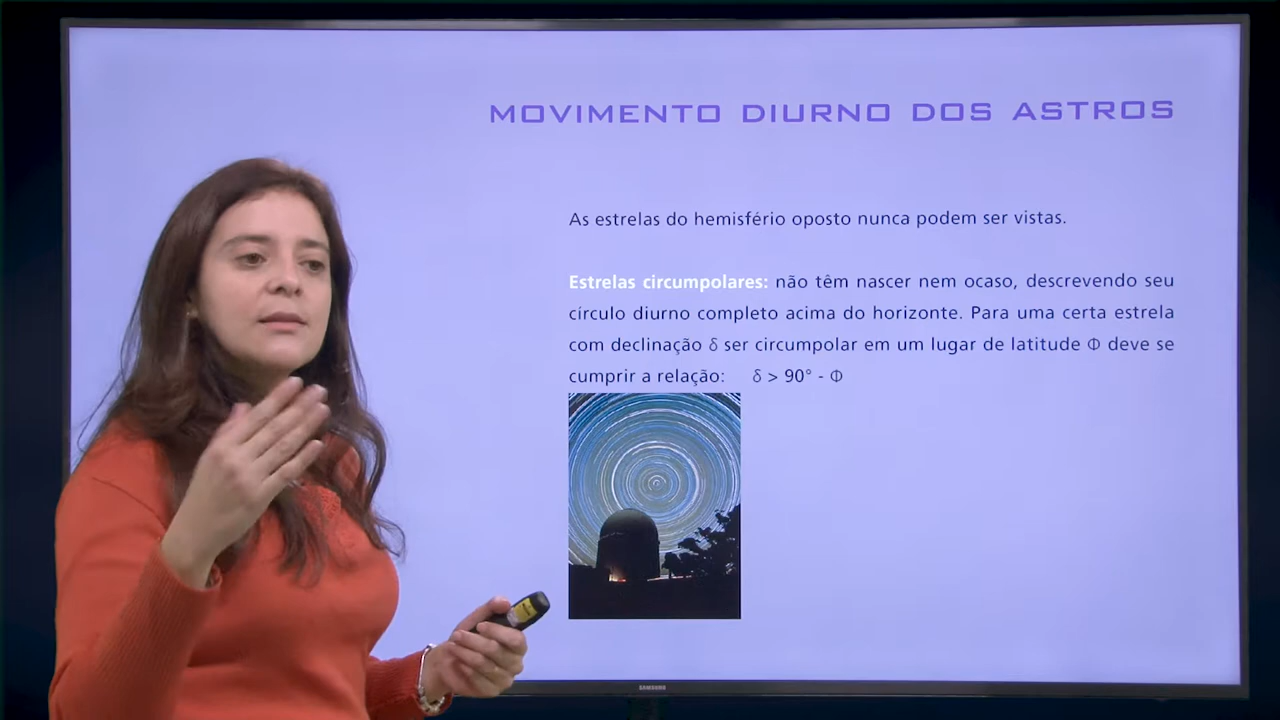 MOVIMENTO DIURNO DOS ASTROS
As estrelas do hemisfério oposto nunca podem ser vistas.
Estrelas circumpolares: não têm nascer nem ocaso, descrevendo seu
círculo diurno completo acima do horizonte. Para uma certa estrela
com declinação δ ser circumpolar em um lugar de latitude Φ deve se
cumprir a relação: δ > 90° - Φ
SAMSUNG